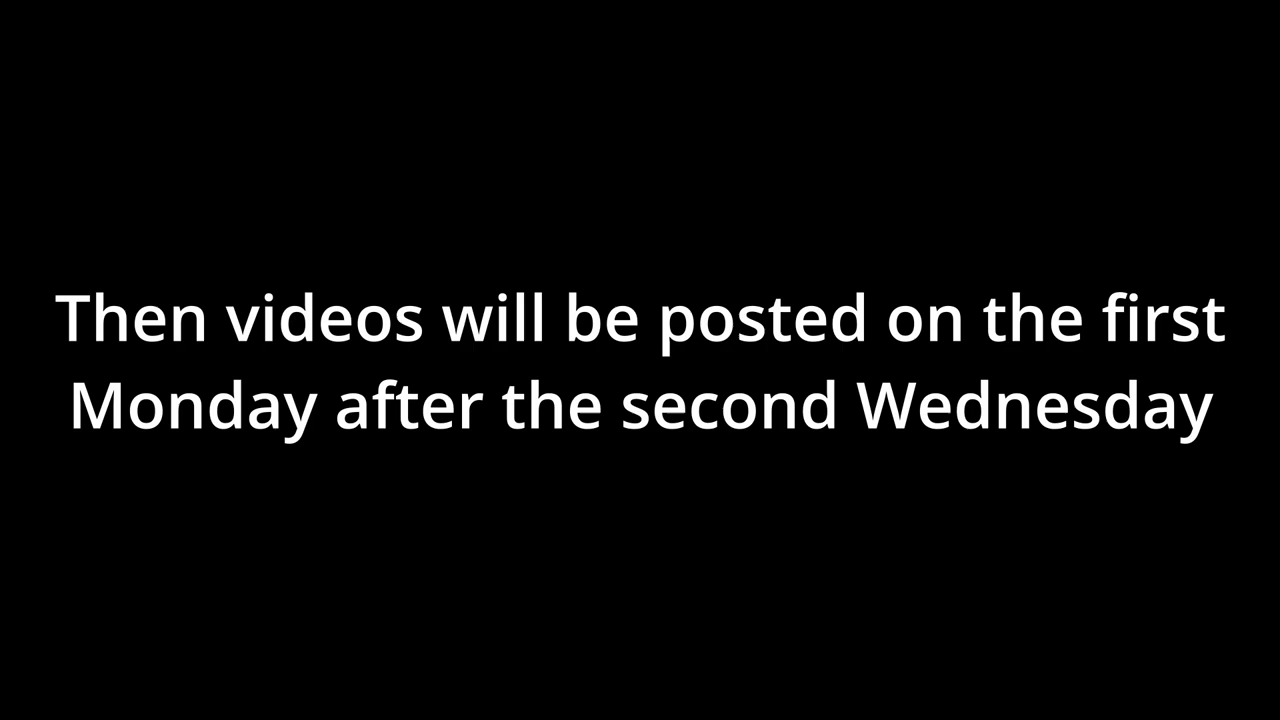 Then videos will be posted on the first
Monday after the second Wednesday